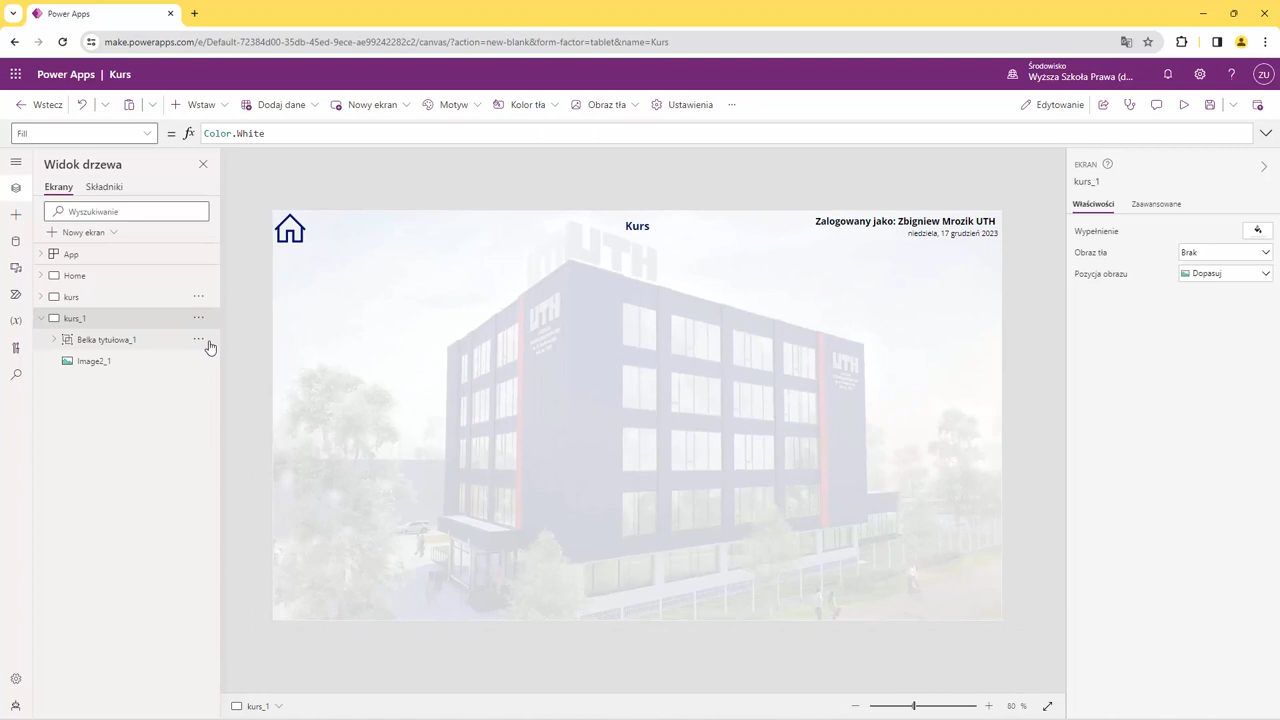 Power Apps
make.powerapps.com/e/Default-72384d00-35db-45ed-9ece-ae99242282c2/canvas/?action=new-blank&form-factor=tablet&name=Kurs
Power Apps | Kurs
Środowisko
Wyższa Szkoła Prawa (d...
ZU
Wstecz
Wstaw
Dodaj dane
Nowy ekran
Motyw
Kolor tła
Obraz tła
Ustawienia
Edytowanie
Fill
= fx Color.White
Widok drzewa
Ekrany
Składniki
Wyszukiwanie
Nowy ekran
App
Home
kurs
kurs_1
Belka tytułowa_1
Image2_1
Kurs
Zalogowany jako: Zbigniew Mrozik UTH
niedziela, 17 grudzień 2023
UTH
UTH
UTH
EKRAN
kurs_1
Właściwości
Zaawansowane
Wypełnienie
Obraz tła
Brak
Pozycja obrazu
Dopasuj
kurs_1
80 %